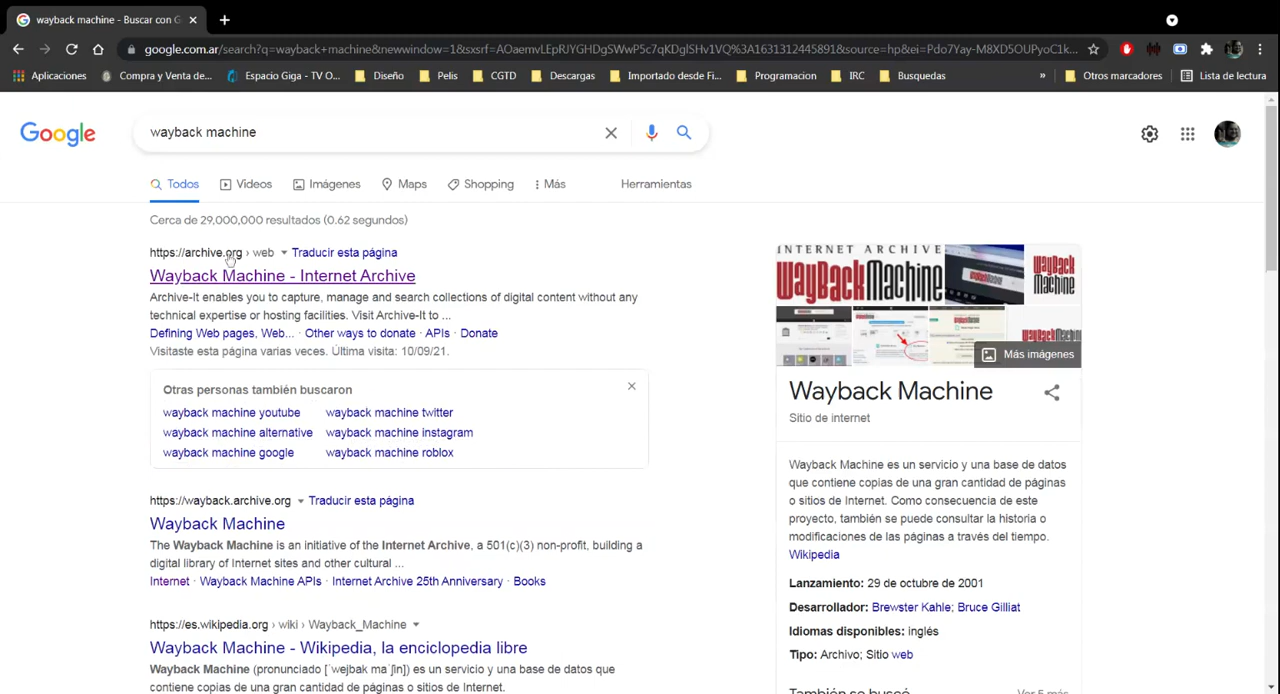 wayback machine - Buscar con G
google.com.ar/search?q=wayback+machine&newwindow=1&sxsrf=AOaemvLEpRJYGHDgSWwP5c7qKDglSHv1VQ%3A1631312445891&source=hp&ei=Pdo7Yay-M8XD5OUPyoC1k...
Aplicaciones Compra y Venta de... Espacio Giga - TV O... Diseño Pelis CGTD Descargas Importado desde Fi... Programacion IRC Busquedas » Otros marcadores Lista de lectura
Google wayback machine
Todos Videos Imágenes Maps Shopping Más Herramientas
Cerca de 29,000,000 resultados (0.62 segundos)
https://archive.org › web Traducir esta página
Wayback Machine - Internet Archive
Archive-It enables you to capture, manage and search collections of digital content without any
technical expertise or hosting facilities. Visit Archive-It to ...
Defining Web pages, Web... · Other ways to donate · APIs · Donate
Visitaste esta página varias veces. Última visita: 10/09/21.
Otras personas también buscaron
wayback machine youtube wayback machine twitter
wayback machine alternative wayback machine instagram
wayback machine google wayback machine roblox
https://wayback.archive.org Traducir esta página
Wayback Machine
The Wayback Machine is an initiative of the Internet Archive, a 501(c)(3) non-profit, building a
digital library of Internet sites and other cultural ...
Internet · Wayback Machine APIs · Internet Archive 25th Anniversary · Books
https://es.wikipedia.org › wiki › Wayback_Machine
Wayback Machine - Wikipedia, la enciclopedia libre
Wayback Machine (pronunciado [ˈwejbak maˈʃin]) es un servicio y una base de datos que
contiene copias de una gran cantidad de páginas o sitios de Internet.
INTERNET ARCHIVE
WayBackMachine
WayBack
Machine
Más imágenes
Wayback Machine
Sitio de internet
Wayback Machine es un servicio y una base de datos
que contiene copias de una gran cantidad de páginas
o sitios de Internet. Como consecuencia de este
proyecto, también se puede consultar la historia o
modificaciones de las páginas a través del tiempo.
Wikipedia
Lanzamiento: 29 de octubre de 2001
Desarrollador: Brewster Kahle; Bruce Gilliat
Idiomas disponibles: inglés
Tipo: Archivo; Sitio web
También se buscó Ver 5 más